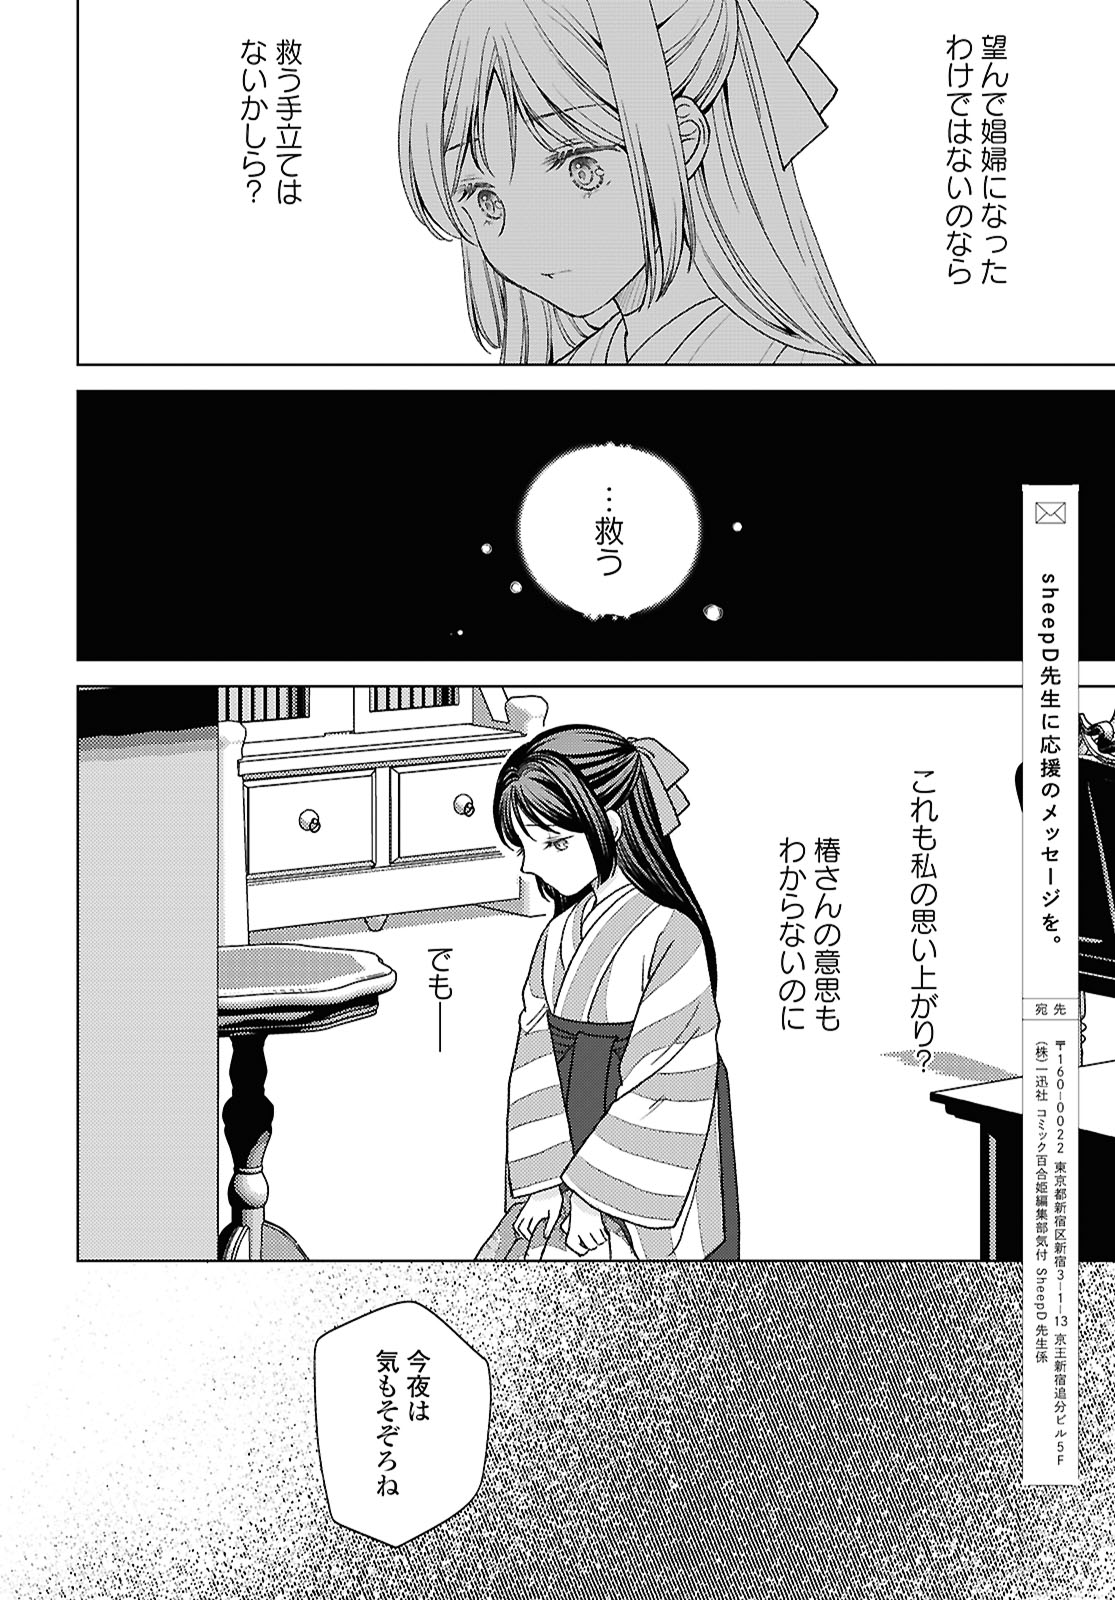 望んで娼婦になった
わけではないのなら
救う手立ては
ないかしら?
…救う
これも私の思い上がり?
椿さんの意思も
わからないのに
でも──
今夜は
気もそぞろね
sheepD先生に応援のメッセージを。
宛先
〒160-0022 東京都新宿区新宿3-1-13 京王新宿追分ビル5F
(株)一迅社 コミック百合姫編集部気付 SheepD先生係